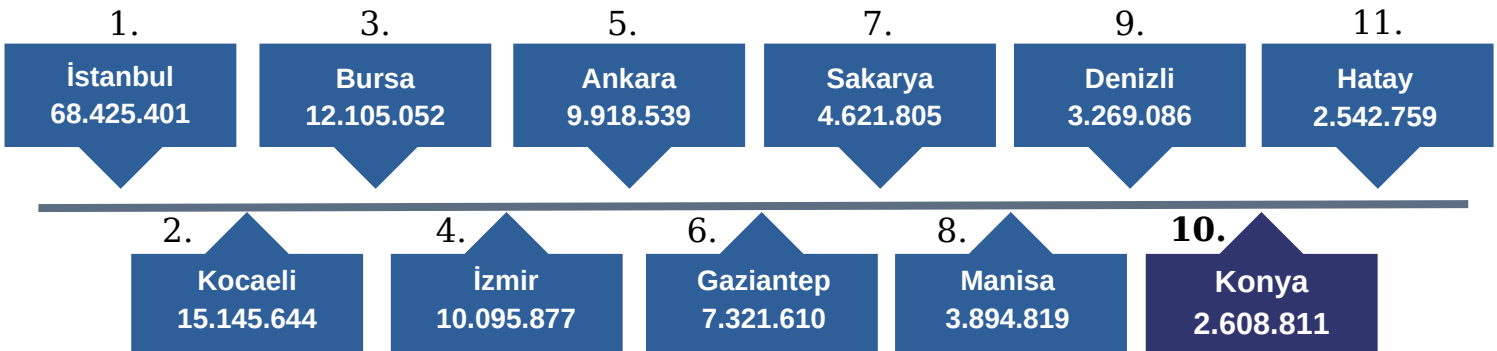 1.
İstanbul
68.425.401
2.
Kocaeli
15.145.644
3.
Bursa
12.105.052
4.
İzmir
10.095.877
5.
Ankara
9.918.539
6.
Gaziantep
7.321.610
7.
Sakarya
4.621.805
8.
Manisa
3.894.819
9.
Denizli
3.269.086
10.
Konya
2.608.811
11.
Hatay
2.542.759